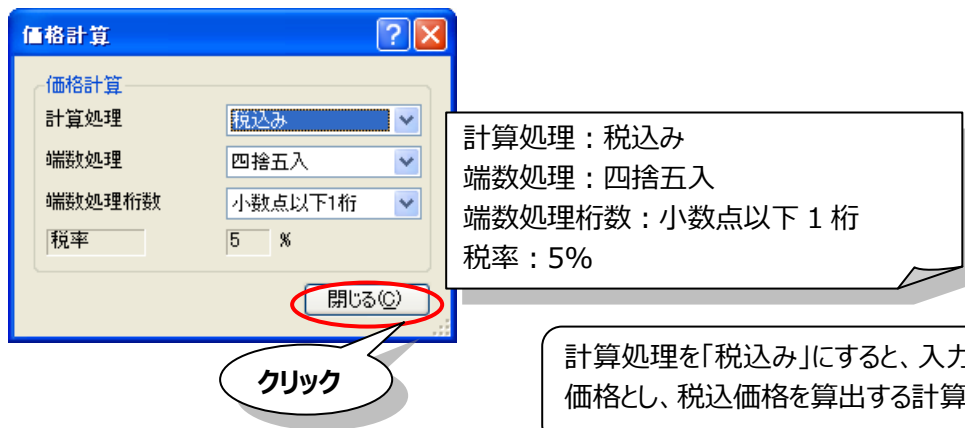 価格計算
価格計算
計算処理 税込み
端数処理 四捨五入
端数処理桁数 小数点以下1桁
税率 5 %
閉じる(C)
クリック
計算処理：税込み
端数処理：四捨五入
端数処理桁数：小数点以下 1 桁
税率：5%
計算処理を「税込み」にすると、入力
価格とし、税込価格を算出する計算